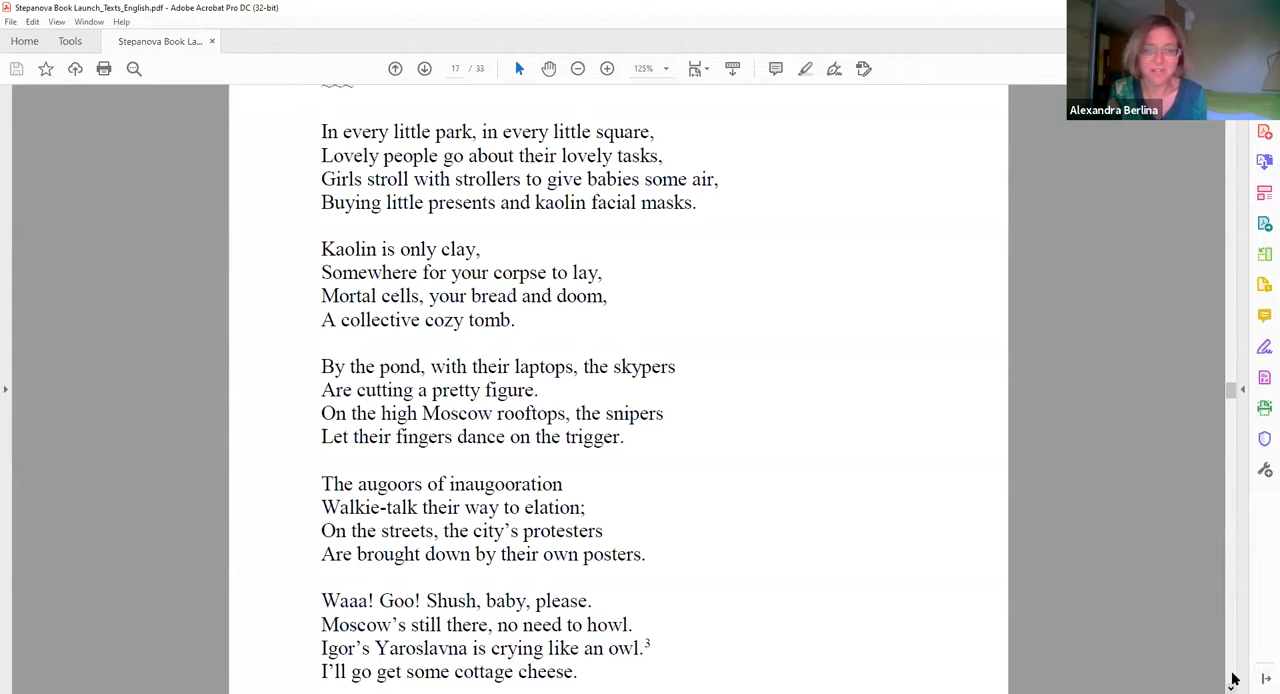 Stepanova Book Launch_Texts_English.pdf - Adobe Acrobat Pro DC (32-bit)
File Edit View Window Help
Home Tools Stepanova Book La... ×
17 / 33 125%
Alexandra Berlina
In every little park, in every little square,
Lovely people go about their lovely tasks,
Girls stroll with strollers to give babies some air,
Buying little presents and kaolin facial masks.
Kaolin is only clay,
Somewhere for your corpse to lay,
Mortal cells, your bread and doom,
A collective cozy tomb.
By the pond, with their laptops, the skypers
Are cutting a pretty figure.
On the high Moscow rooftops, the snipers
Let their fingers dance on the trigger.
The augoors of inaugooration
Walkie-talk their way to elation;
On the streets, the city’s protesters
Are brought down by their own posters.
Waaa! Goo! Shush, baby, please.
Moscow’s still there, no need to howl.
Igor’s Yaroslavna is crying like an owl.³
I’ll go get some cottage cheese.